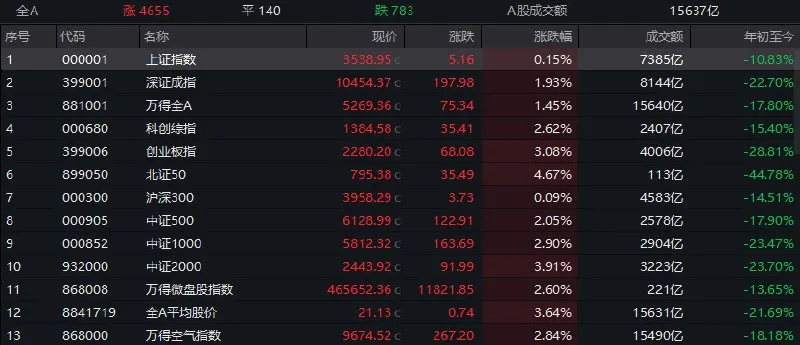 全A 涨 4655 平 140 跌 783 A股成交额 15637亿
序号 代码 名称 现价 涨跌 涨跌幅 成交额 年初至今
1 000001 上证指数 3538.95 c 5.16 0.15% 7385亿 -10.83%
2 399001 深证成指 10454.37 c 197.98 1.93% 8144亿 -22.70%
3 881001 万得全A 5269.36 c 75.34 1.45% 15640亿 -17.80%
4 000680 科创综指 1384.58 c 35.41 2.62% 2407亿 -15.40%
5 399006 创业板指 2280.20 c 68.08 3.08% 4006亿 -28.81%
6 899050 北证50 795.38 c 35.49 4.67% 113亿 -44.78%
7 000300 沪深300 3958.29 c 3.73 0.09% 4583亿 -14.51%
8 000905 中证500 6128.99 c 122.91 2.05% 2578亿 -17.90%
9 000852 中证1000 5812.32 c 163.69 2.90% 2904亿 -23.47%
10 932000 中证2000 2443.92 c 91.99 3.91% 3223亿 -23.70%
11 868008 万得微盘股指数 465652.36 c 11821.85 2.60% 221亿 -13.65%
12 8841719 全A平均股价 21.13 c 0.74 3.64% 15631亿 -21.69%
13 868000 万得空气指数 9674.52 c 267.20 2.84% 15490亿 -18.18%